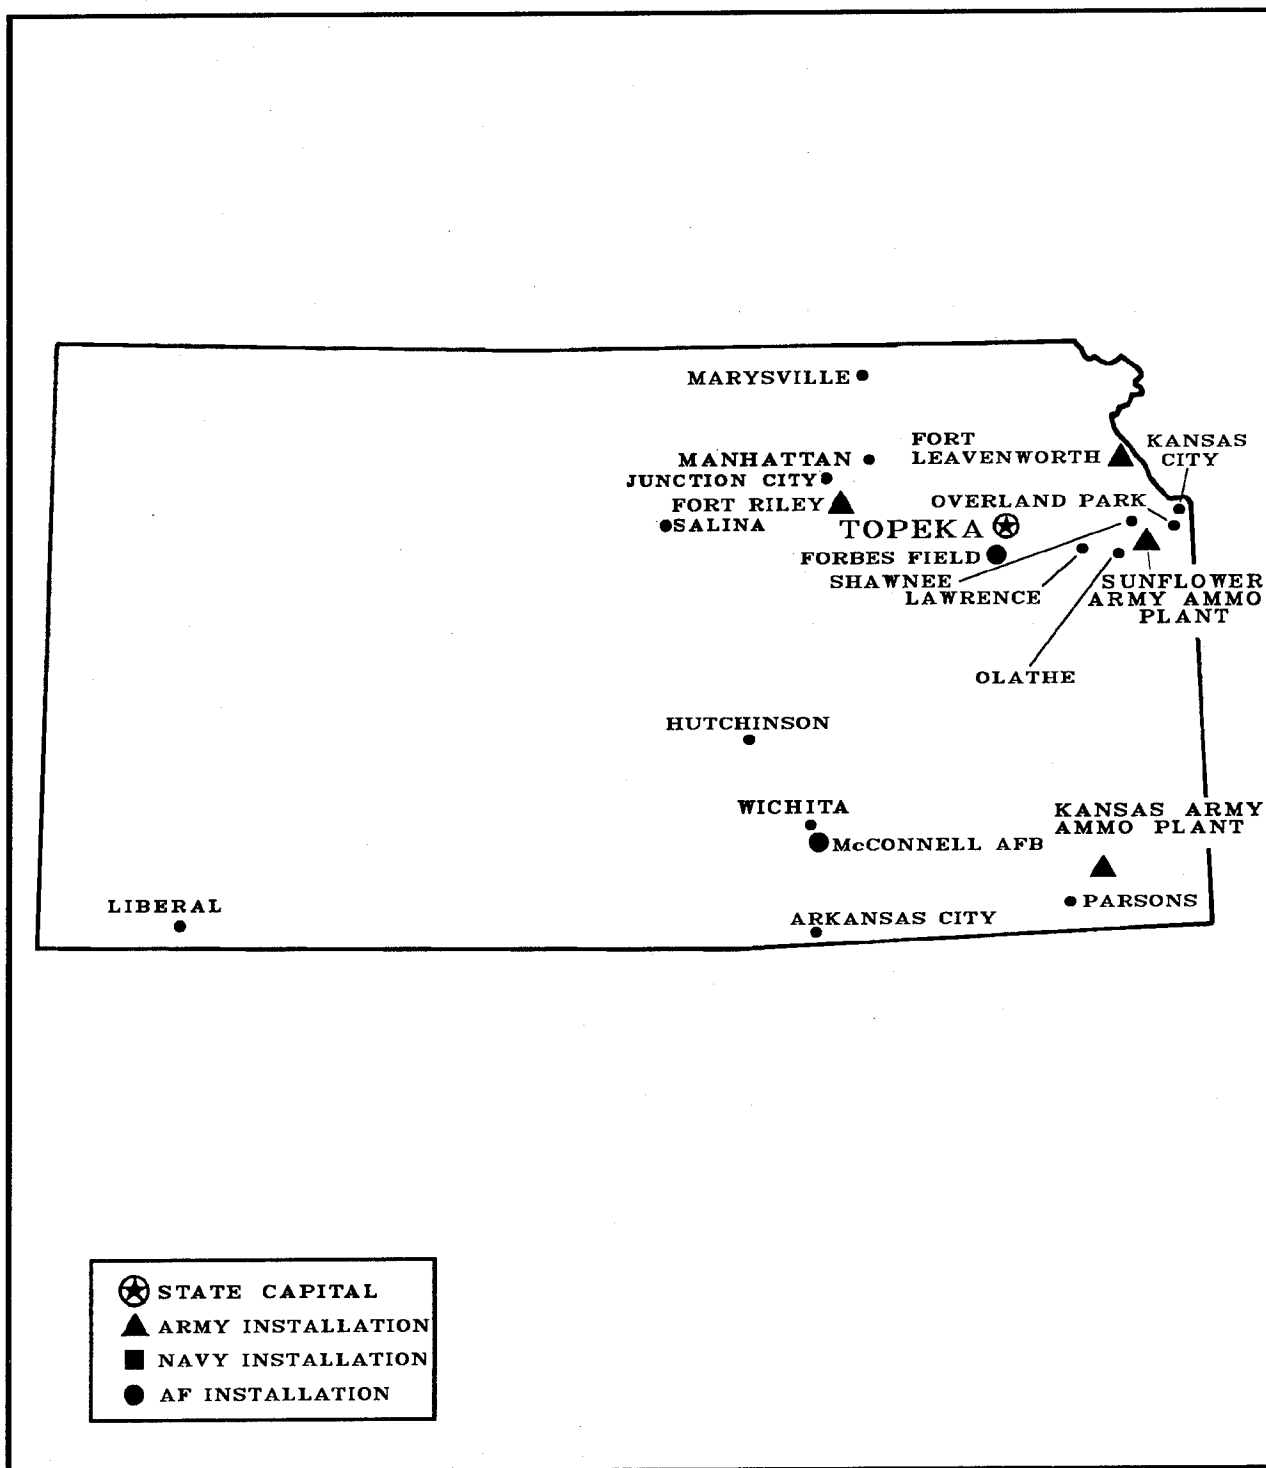 MARYSVILLE
FORT
LEAVENWORTH
KANSAS
CITY
MANHATTAN
JUNCTION CITY
FORT RILEY
OVERLAND PARK
SALINA
TOPEKA
FORBES FIELD
SHAWNEE
LAWRENCE
SUNFLOWER
ARMY AMMO
PLANT
OLATHE
HUTCHINSON
WICHITA
McCONNELL AFB
KANSAS ARMY
AMMO PLANT
PARSONS
LIBERAL
ARKANSAS CITY
STATE CAPITAL
ARMY INSTALLATION
NAVY INSTALLATION
AF INSTALLATION